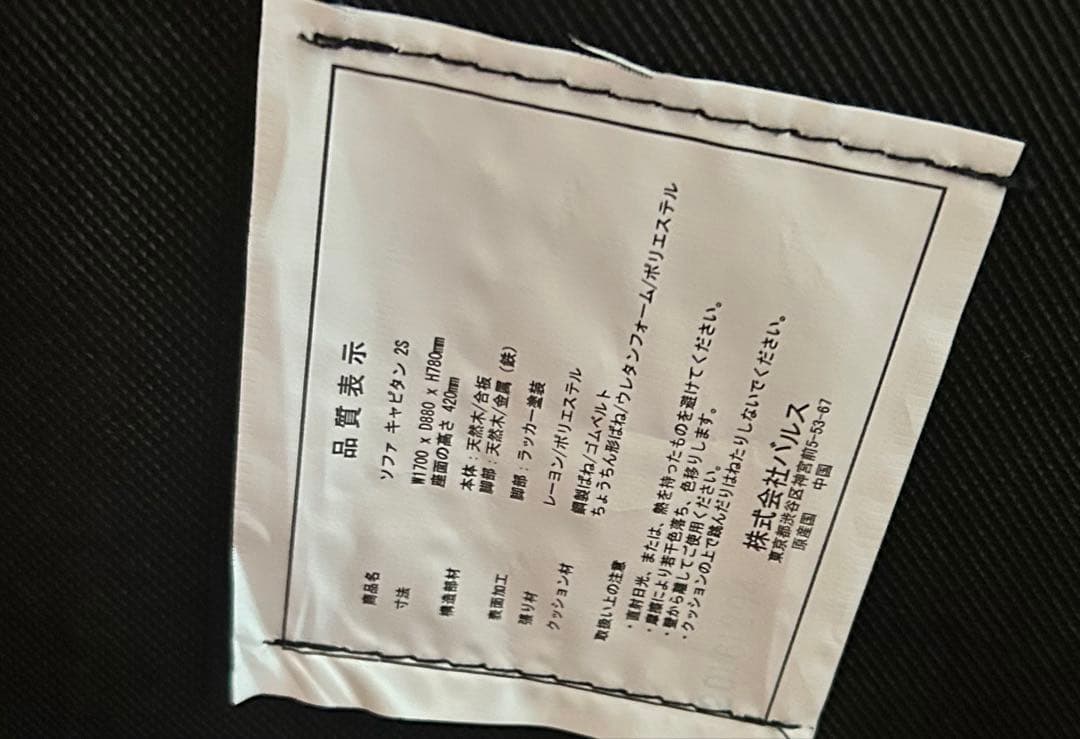 品質表示
商品名 ソファ キャピタン 2S
寸法 W1700 x D880 x H780mm
座面の高さ 420mm
構造部材 本体：天然木/合板
脚部：天然木/金属（鉄）
表面加工 脚部：ラッカー塗装
張り材 レーヨン/ポリエステル
クッション材 鋼製ばね/ゴムベルト
ちょうちん形ばね/ウレタンフォーム/ポリエステル
取扱い上の注意
・直射日光、または、熱を持ったものを避けてください。
・摩擦により若干色落ち、色移りします。
・壁から離してご使用ください。
・クッションの上で跳んだりはねたりしないでください。
株式会社バルス
東京都渋谷区神宮前5-53-67
原産国 中国